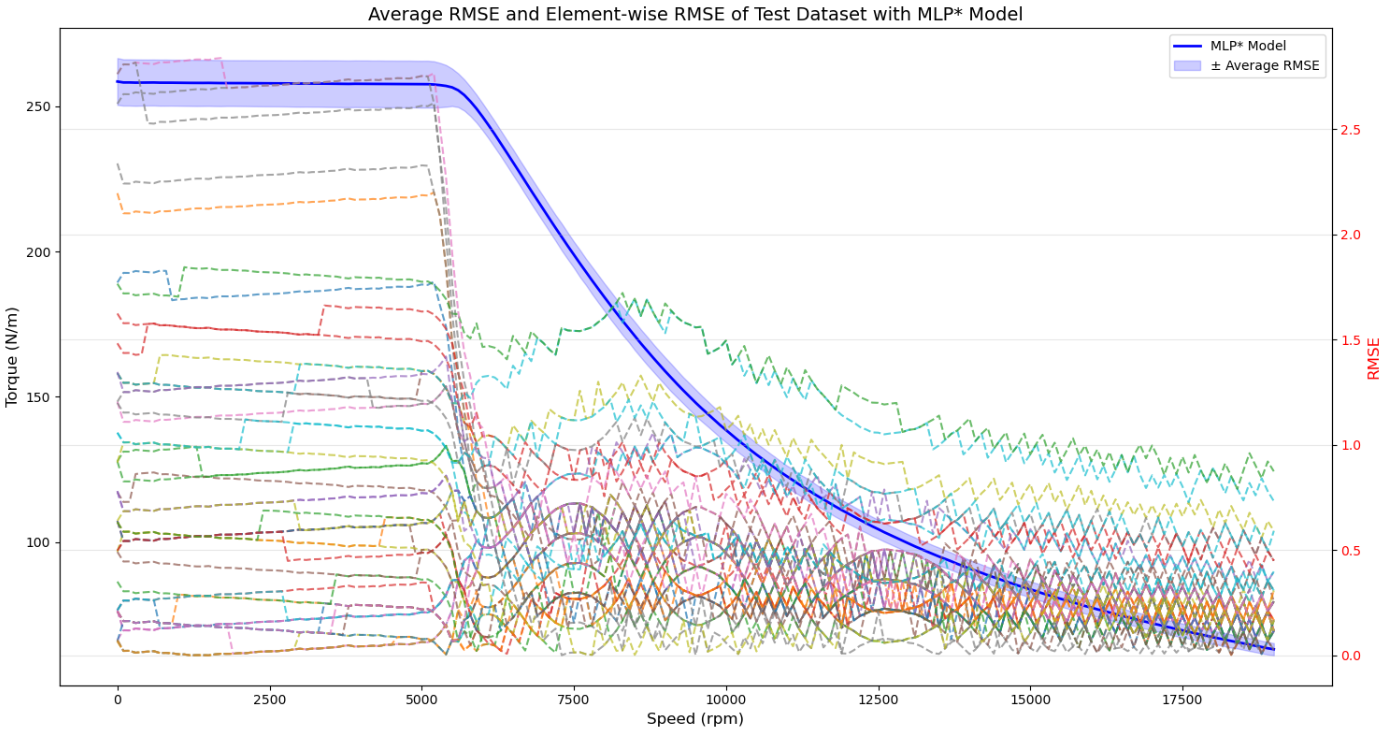 Average RMSE and Element-wise RMSE of Test Dataset with MLP* Model
MLP* Model
± Average RMSE
250
200
150
100
Torque (N/m)
2.5
2.0
1.5
1.0
0.5
0.0
RMSE
0 2500 5000 7500 10000 12500 15000 17500
Speed (rpm)